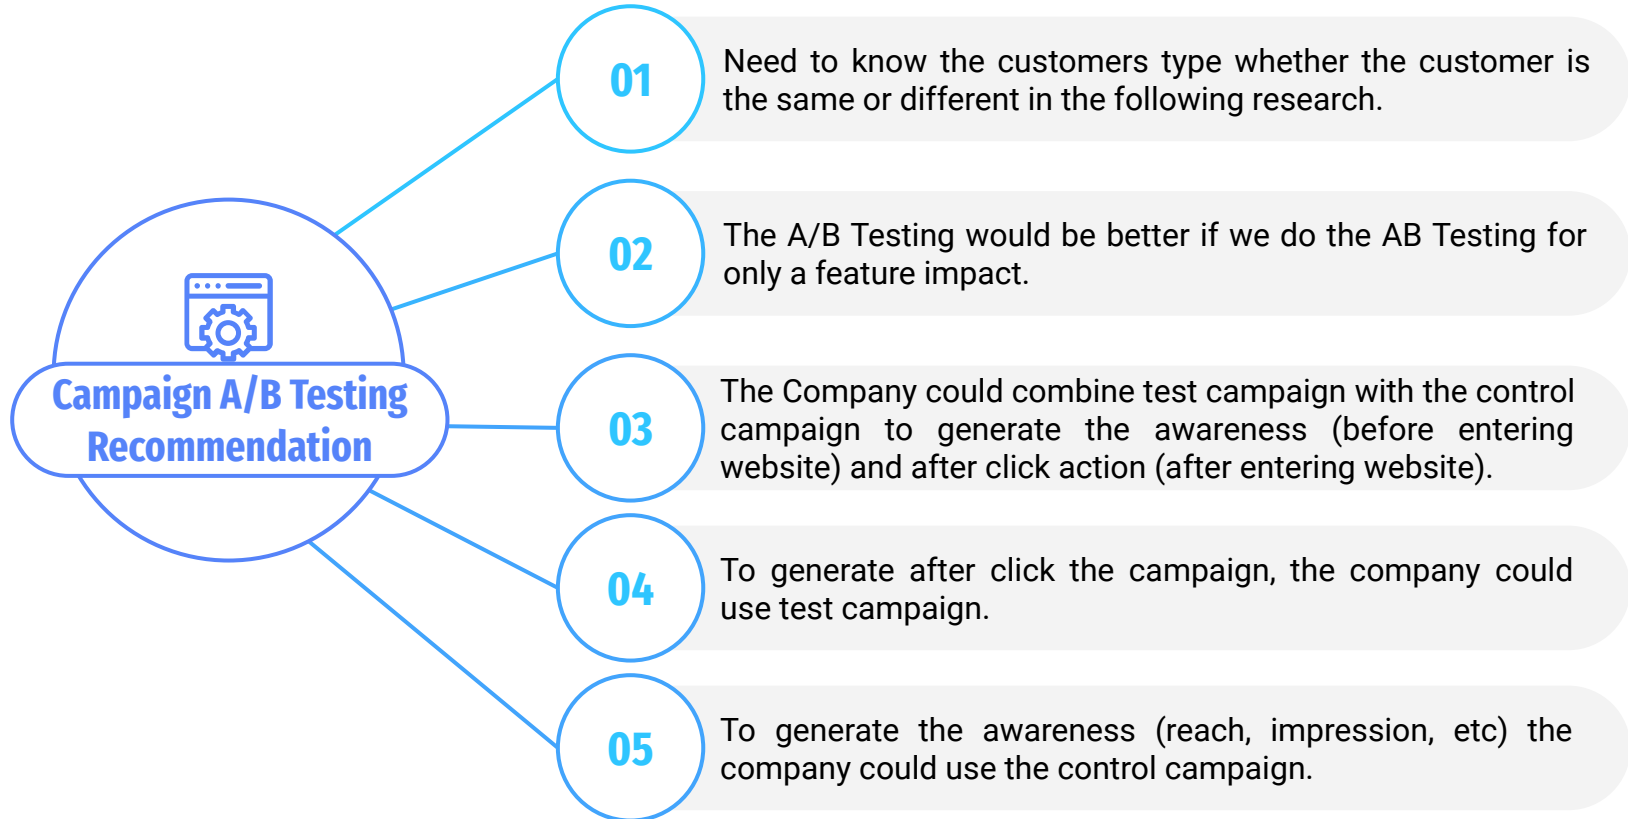 Campaign A/B Testing
Recommendation
01
Need to know the customers type whether the customer is
the same or different in the following research.
02
The A/B Testing would be better if we do the AB Testing for
only a feature impact.
03
The Company could combine test campaign with the control
campaign to generate the awareness (before entering
website) and after click action (after entering website).
04
To generate after click the campaign, the company could
use test campaign.
05
To generate the awareness (reach, impression, etc) the
company could use the control campaign.